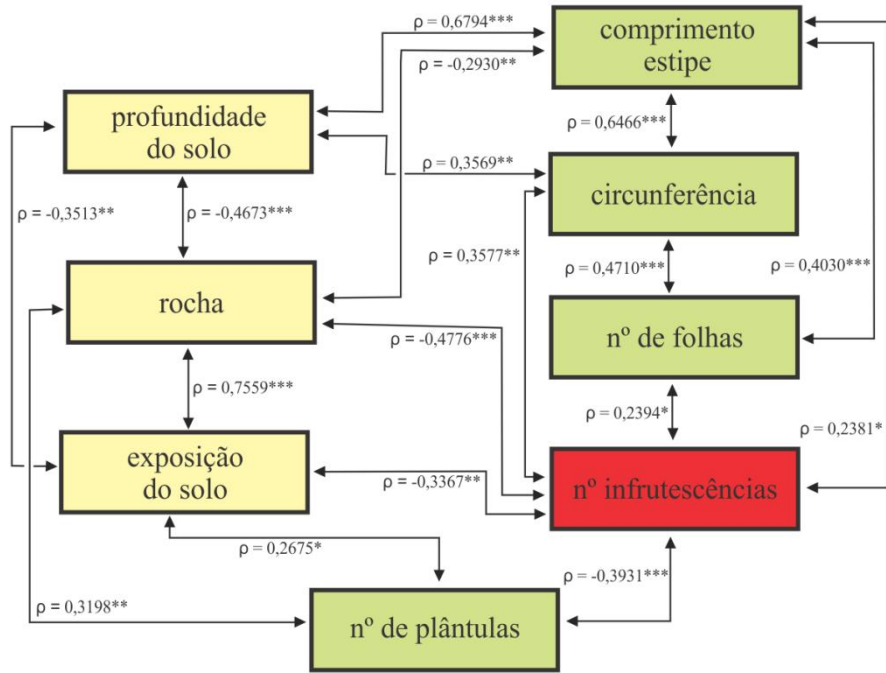 ρ = 0,6794***
comprimento
estipe
ρ = -0,2930**
profundidade
do solo
ρ = 0,6466***
ρ = 0,3569**
circunferência
ρ = -0,3513**
ρ = -0,4673***
ρ = 0,3577**
ρ = 0,4710***
ρ = 0,4030***
rocha
nº de folhas
ρ = -0,4776***
ρ = 0,7559***
ρ = 0,2394*
ρ = 0,2381*
exposição
do solo
ρ = -0,3367**
nº infrutescências
ρ = 0,2675*
ρ = -0,3931***
ρ = 0,3198**
nº de plântulas